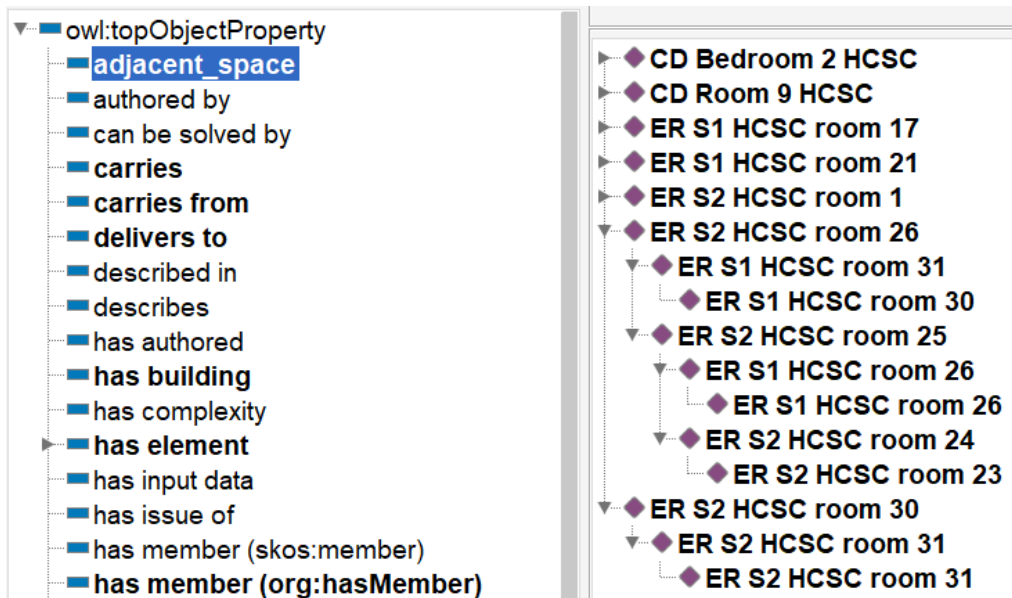 owl:topObjectProperty
adjacent_space
authored by
can be solved by
carries
carries from
delivers to
described in
describes
has authored
has building
has complexity
has element
has input data
has issue of
has member (skos:member)
has member (org:hasMember)
CD Bedroom 2 HCSC
CD Room 9 HCSC
ER S1 HCSC room 17
ER S1 HCSC room 21
ER S2 HCSC room 1
ER S2 HCSC room 26
ER S1 HCSC room 31
ER S1 HCSC room 30
ER S2 HCSC room 25
ER S1 HCSC room 26
ER S1 HCSC room 26
ER S2 HCSC room 24
ER S2 HCSC room 23
ER S2 HCSC room 30
ER S2 HCSC room 31
ER S2 HCSC room 31